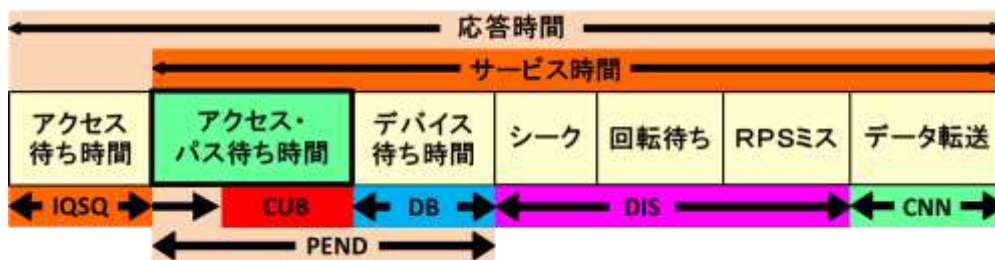 応答時間
サービス時間
アクセス
待ち時間
アクセス・
パス待ち時間
デバイス
待ち時間
シーク
回転待ち
RPSミス
データ転送
IQSQ
CUB
DB
DIS
CNN
PEND